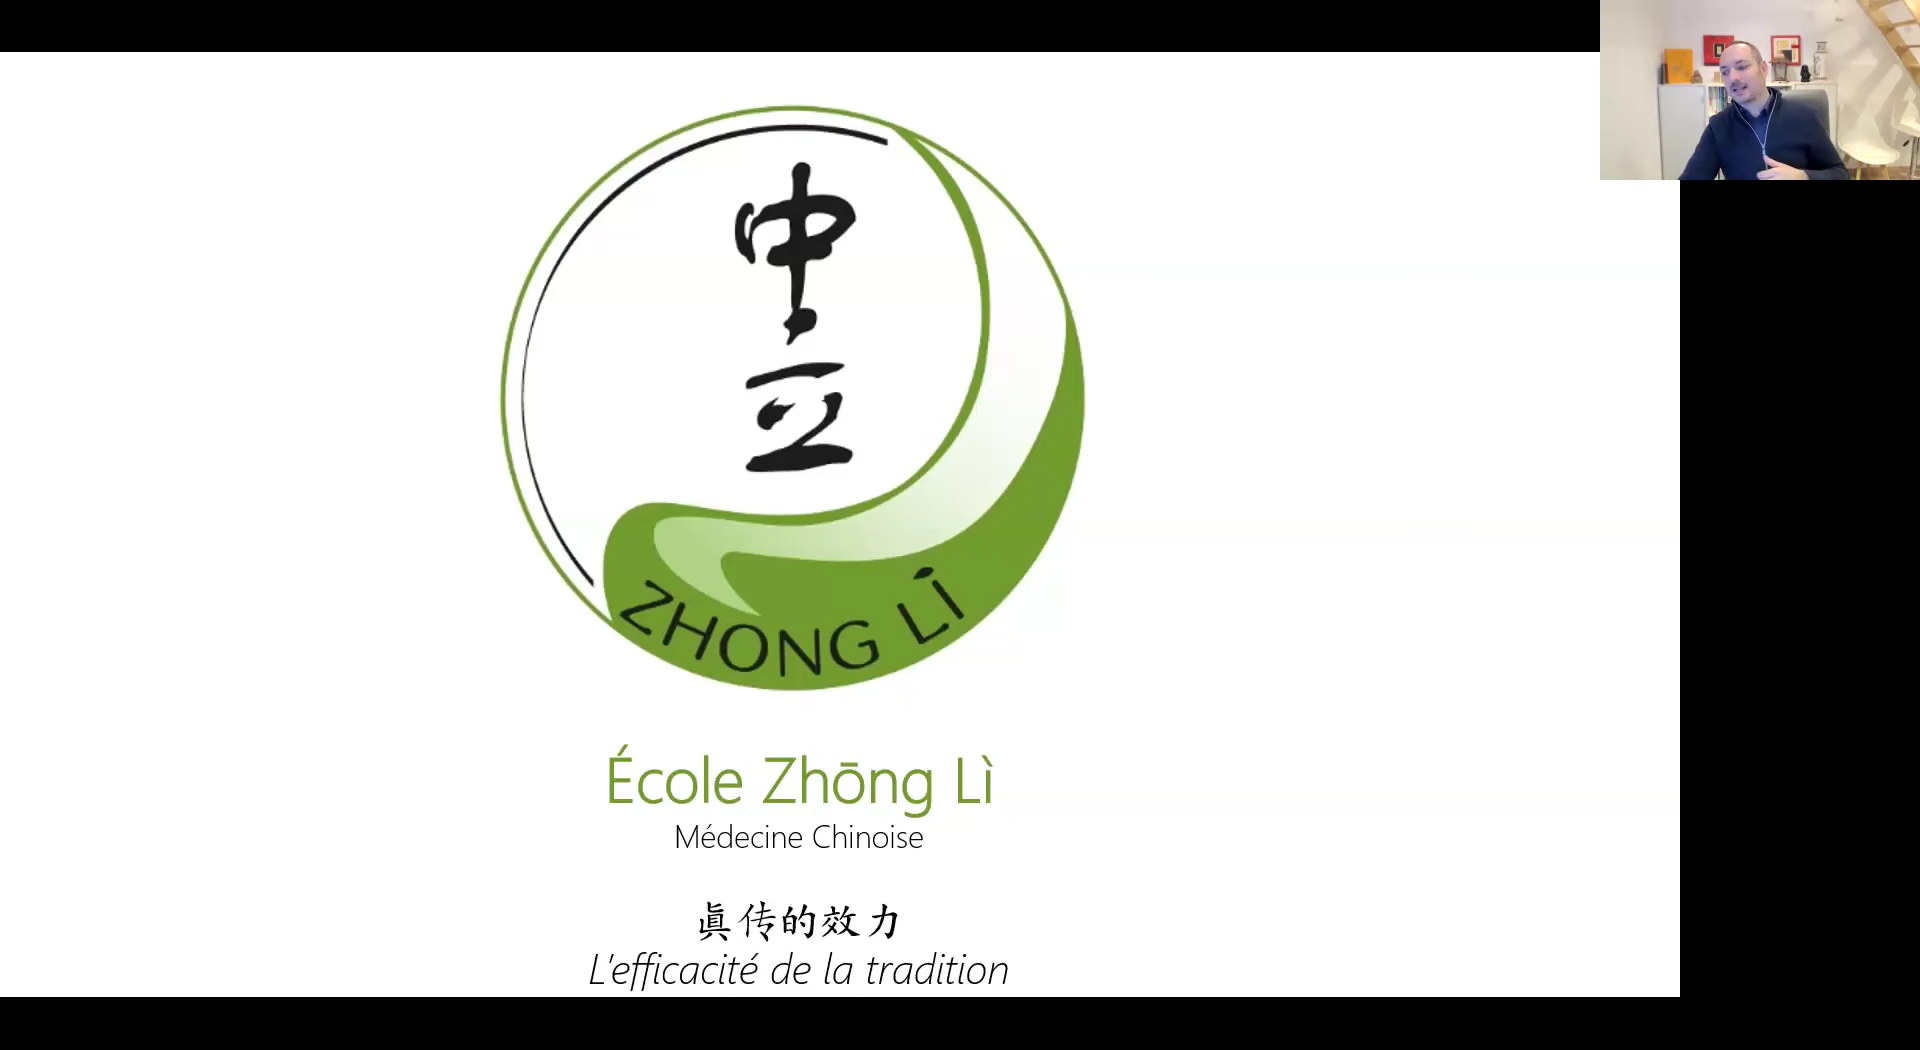 中
立
ZHONG LÌ
École Zhōng Lì
Médecine Chinoise
眞传的效力
L'efficacité de la tradition